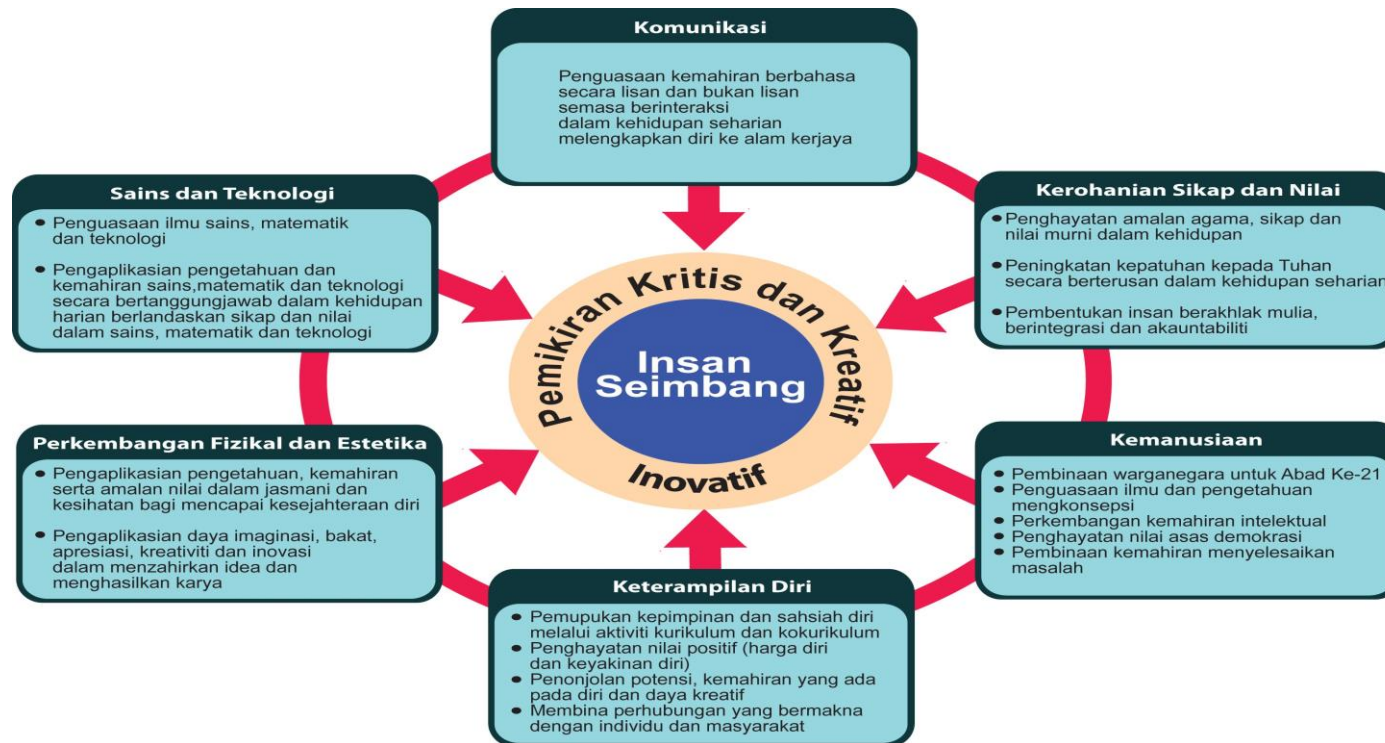 Komunikasi
Penguasaan kemahiran berbahasa
secara lisan dan bukan lisan
semasa berinteraksi
dalam kehidupan seharian
melengkapkan diri ke alam kerjaya
Sains dan Teknologi
• Penguasaan ilmu sains, matematik
dan teknologi
• Pengaplikasian pengetahuan dan
kemahiran sains,matematik dan teknologi
secara bertanggungjawab dalam kehidupan
harian berlandaskan sikap dan nilai
dalam sains, matematik dan teknologi
Kerohanian Sikap dan Nilai
• Penghayatan amalan agama, sikap dan
nilai murni dalam kehidupan
• Peningkatan kepatuhan kepada Tuhan
secara berterusan dalam kehidupan seharian
• Pembentukan insan berakhlak mulia,
berintegrasi dan akauntabiliti
Pemikiran Kritis dan Kreatif
Insan
Seimbang
Inovatif
Perkembangan Fizikal dan Estetika
• Pengaplikasian pengetahuan, kemahiran
serta amalan nilai dalam jasmani dan
kesihatan bagi mencapai kesejahteraan diri
• Pengaplikasian daya imaginasi, bakat,
apresiasi, kreativiti dan inovasi
dalam menzahirkan idea dan
menghasilkan karya
Kemanusiaan
• Pembinaan warganegara untuk Abad Ke-21
• Penguasaan ilmu dan pengetahuan
mengkonsepsi
• Perkembangan kemahiran intelektual
• Penghayatan nilai asas demokrasi
• Pembinaan kemahiran menyelesaikan
masalah
Keterampilan Diri
• Pemupukan kepimpinan dan sahsiah diri
melalui aktiviti kurikulum dan kokurikulum
• Penghayatan nilai positif (harga diri
dan keyakinan diri)
• Penonjolan potensi, kemahiran yang ada
pada diri dan daya kreatif
• Membina perhubungan yang bermakna
dengan individu dan masyarakat